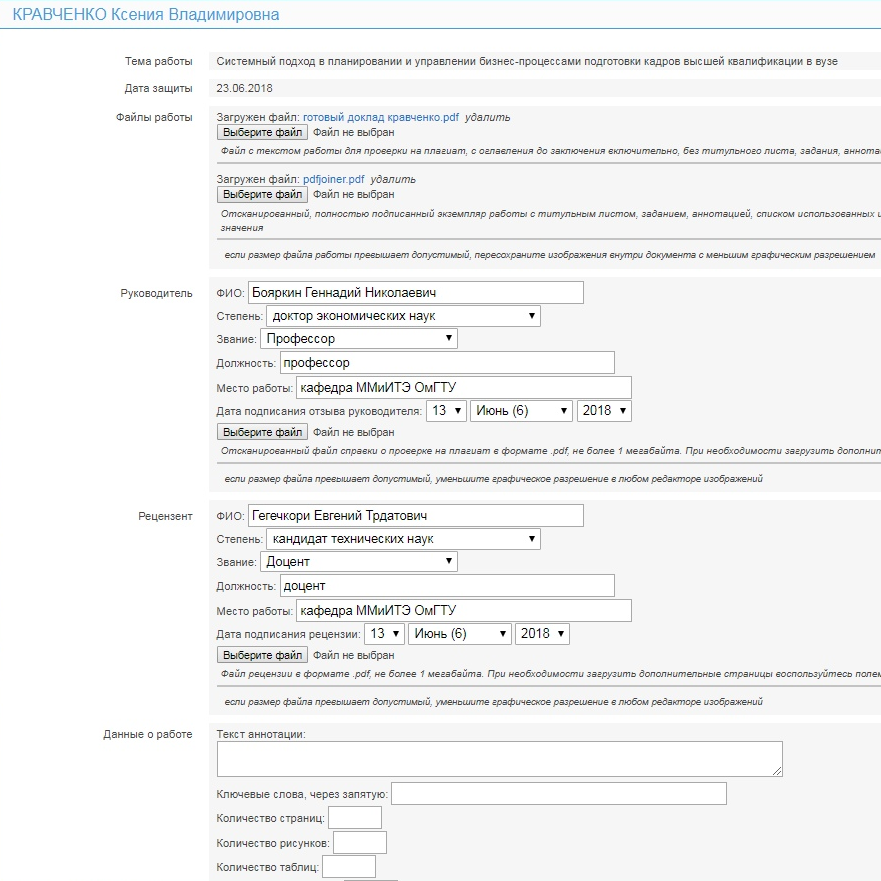 КРАВЧЕНКО Ксения Владимировна
Тема работы Системный подход в планировании и управлении бизнес-процессами подготовки кадров высшей квалификации в вузе
Дата защиты 23.06.2018
Файлы работы Загружен файл: готовый доклад кравченко.pdf удалить
Выберите файл Файл не выбран
Файл с текстом работы для проверки на плагиат, с оглавления до заключения включительно, без титульного листа, задания, аннота
Загружен файл: pdfjoiner.pdf удалить
Выберите файл Файл не выбран
Отсканированный, полностью подписанный экземпляр работы с титульным листом, заданием, аннотацией, списком использованных и
значения
если размер файла работы превышает допустимый, пересохраните изображения внутри документа с меньшим графическим разрешением
Руководитель ФИО: Бояркин Геннадий Николаевич
Степень: доктор экономических наук
Звание: Профессор
Должность: профессор
Место работы: кафедра ММиИТЭ ОмГТУ
Дата подписания отзыва руководителя: 13 Июнь (6) 2018
Выберите файл Файл не выбран
Отсканированный файл справки о проверке на плагиат в формате .pdf, не более 1 мегабайта. При необходимости загрузить дополнит
если размер файла превышает допустимый, уменьшите графическое разрешение в любом редакторе изображений
Рецензент ФИО: Гегечкори Евгений Трдатович
Степень: кандидат технических наук
Звание: Доцент
Должность: доцент
Место работы: кафедра ММиИТЭ ОмГТУ
Дата подписания рецензии: 13 Июнь (6) 2018
Выберите файл Файл не выбран
Файл рецензии в формате .pdf, не более 1 мегабайта. При необходимости загрузить дополнительные страницы воспользуйтесь полем
если размер файла превышает допустимый, уменьшите графическое разрешение в любом редакторе изображений
Данные о работе Текст аннотации:
Ключевые слова, через запятую:
Количество страниц:
Количество рисунков:
Количество таблиц: